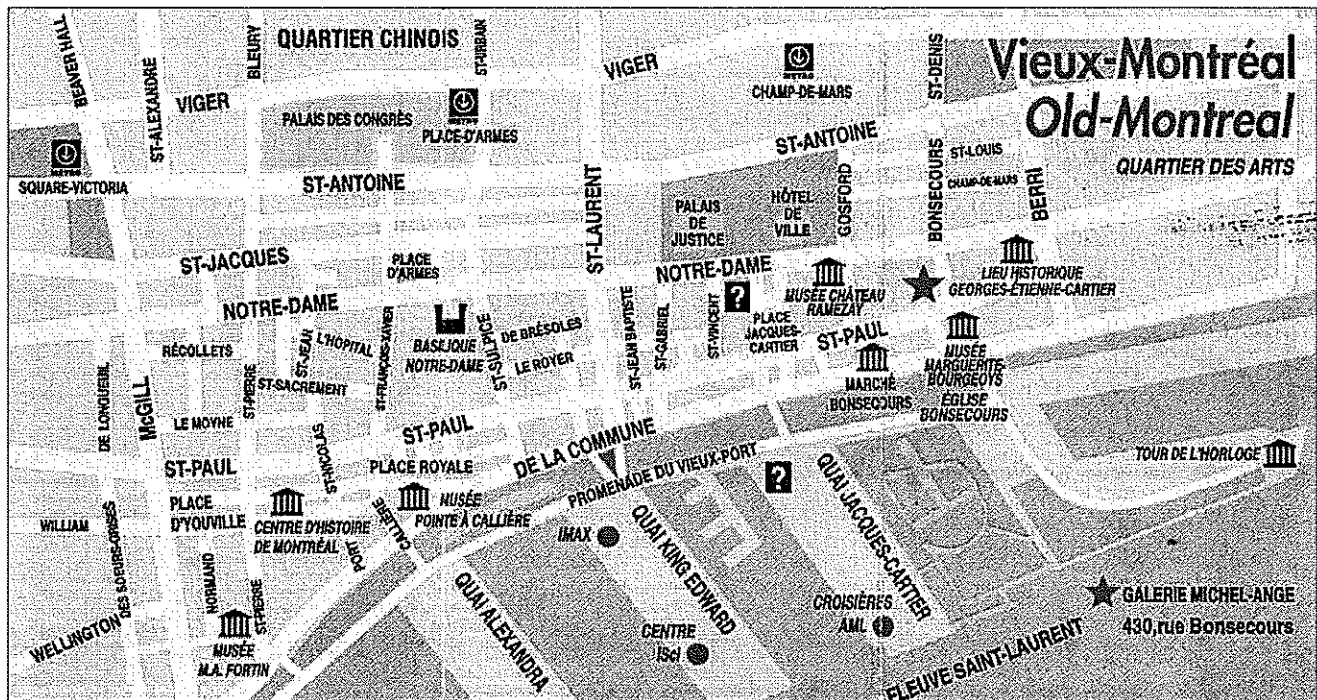 Vieux-Montréal
Old-Montreal
QUARTIER DES ARTS
BEAVER HALL
ST-ALEXANDRE
BLEURY
QUARTIER CHINOIS
ST-URBAIN
VIGER
VIGER
METRO
CHAMP-DE-MARS
ST-DENIS
PALAIS DES CONGRÈS
METRO
PLACE-D'ARMES
METRO
SQUARE-VICTORIA
ST-ANTOINE
ST-ANTOINE
ST-LAURENT
PALAIS
DE
JUSTICE
HÔTEL
DE
VILLE
GOSFORD
BONSECOURS
ST-LOUIS
CHAMP-DE-MARS
BERRI
ST-JACQUES
PLACE
D'ARMES
NOTRE-DAME
NOTRE-DAME
?
MUSÉE CHÂTEAU
RAMEZAY
LIEU HISTORIQUE
GEORGES-ÉTIENNE-CARTIER
RÉCOLLETS
ST-JEAN
L'HÔPITAL
ST-FRANÇOIS-XAVIER
BASILIQUE
NOTRE-DAME
ST-SULPICE
DE BRÉSOLES
LE ROYER
ST-JEAN BAPTISTE
ST-GABRIEL
ST-VINCENT
PLACE
JACQUES-
CARTIER
ST-PAUL
MARCHÉ
BONSECOURS
MUSÉE
MARGUERITE-
BOURGEOYS
ÉGLISE
BONSECOURS
DE LONGUEUIL
McGILL
ST-PIERRE
ST-SACREMENT
LE MOYNE
ST-NICOLAS
ST-PAUL
ST-PAUL
PLACE ROYALE
DE LA COMMUNE
PROMENADE DU VIEUX-PORT
?
TOUR DE L'HORLOGE
WILLIAM
DES SOEURS-GRISES
PLACE
D'YOUVILLE
CENTRE D'HISTOIRE
DE MONTRÉAL
PORT
CALLIÈRE
MUSÉE
POINTE À CALLIÈRE
IMAX
QUAI KING EDWARD
QUAI JACQUES-CARTIER
WELLINGTON
NORMAND
ST-PIERRE
MUSÉE
M.A. FORTIN
QUAI ALEXANDRA
CENTRE
iSci
CROISIÈRES
AML
FLEUVE SAINT-LAURENT
GALERIE MICHEL-ANGE
430, rue Bonsecours